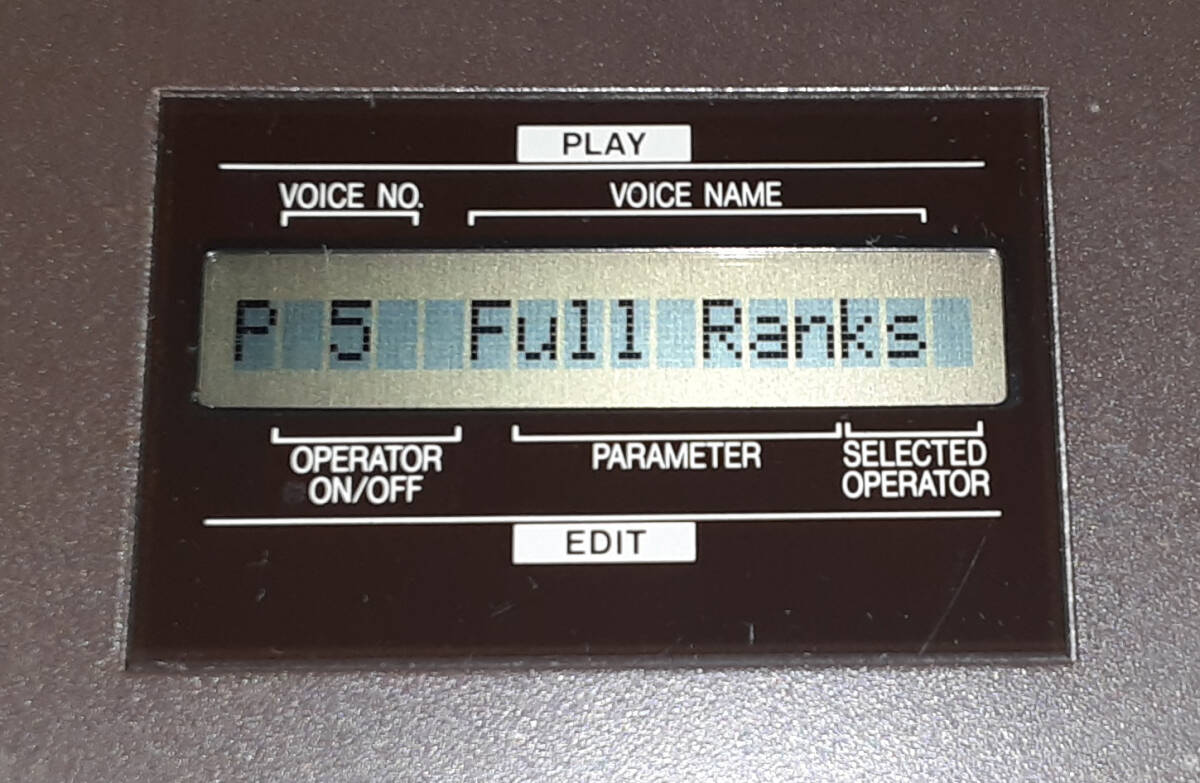 PLAY
VOICE NO. VOICE NAME
P 5 Full Ranks
OPERATOR ON/OFF PARAMETER SELECTED OPERATOR
EDIT